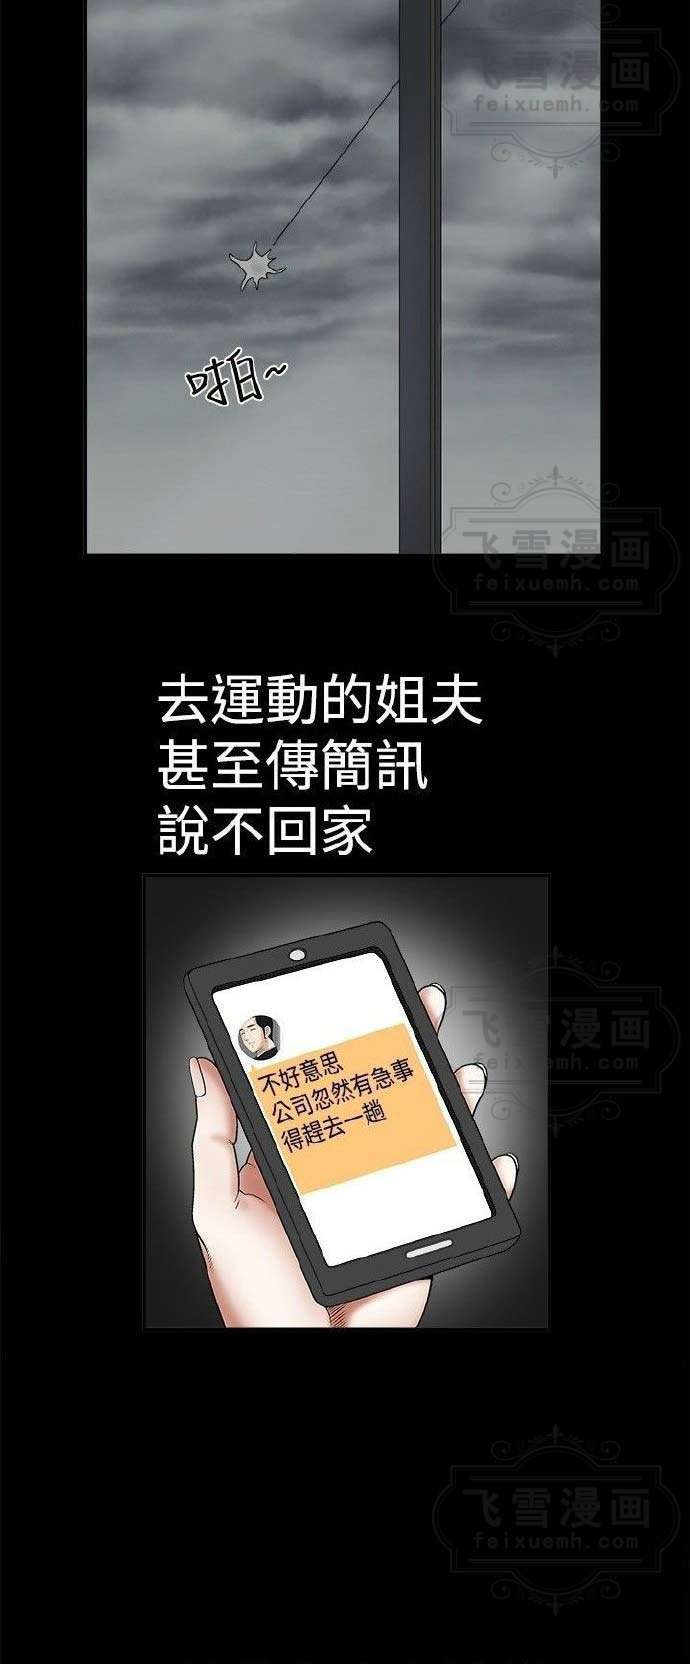 飞雪漫画
feixuemh.com
啪~
飞雪漫画
feixuemh.com
去運動的姐夫
甚至傳簡訊
說不回家
飞雪漫画
feixuemh.com
不好意思
公司忽然有急事
得趕去一趟
飞雪漫画
feixuemh.com